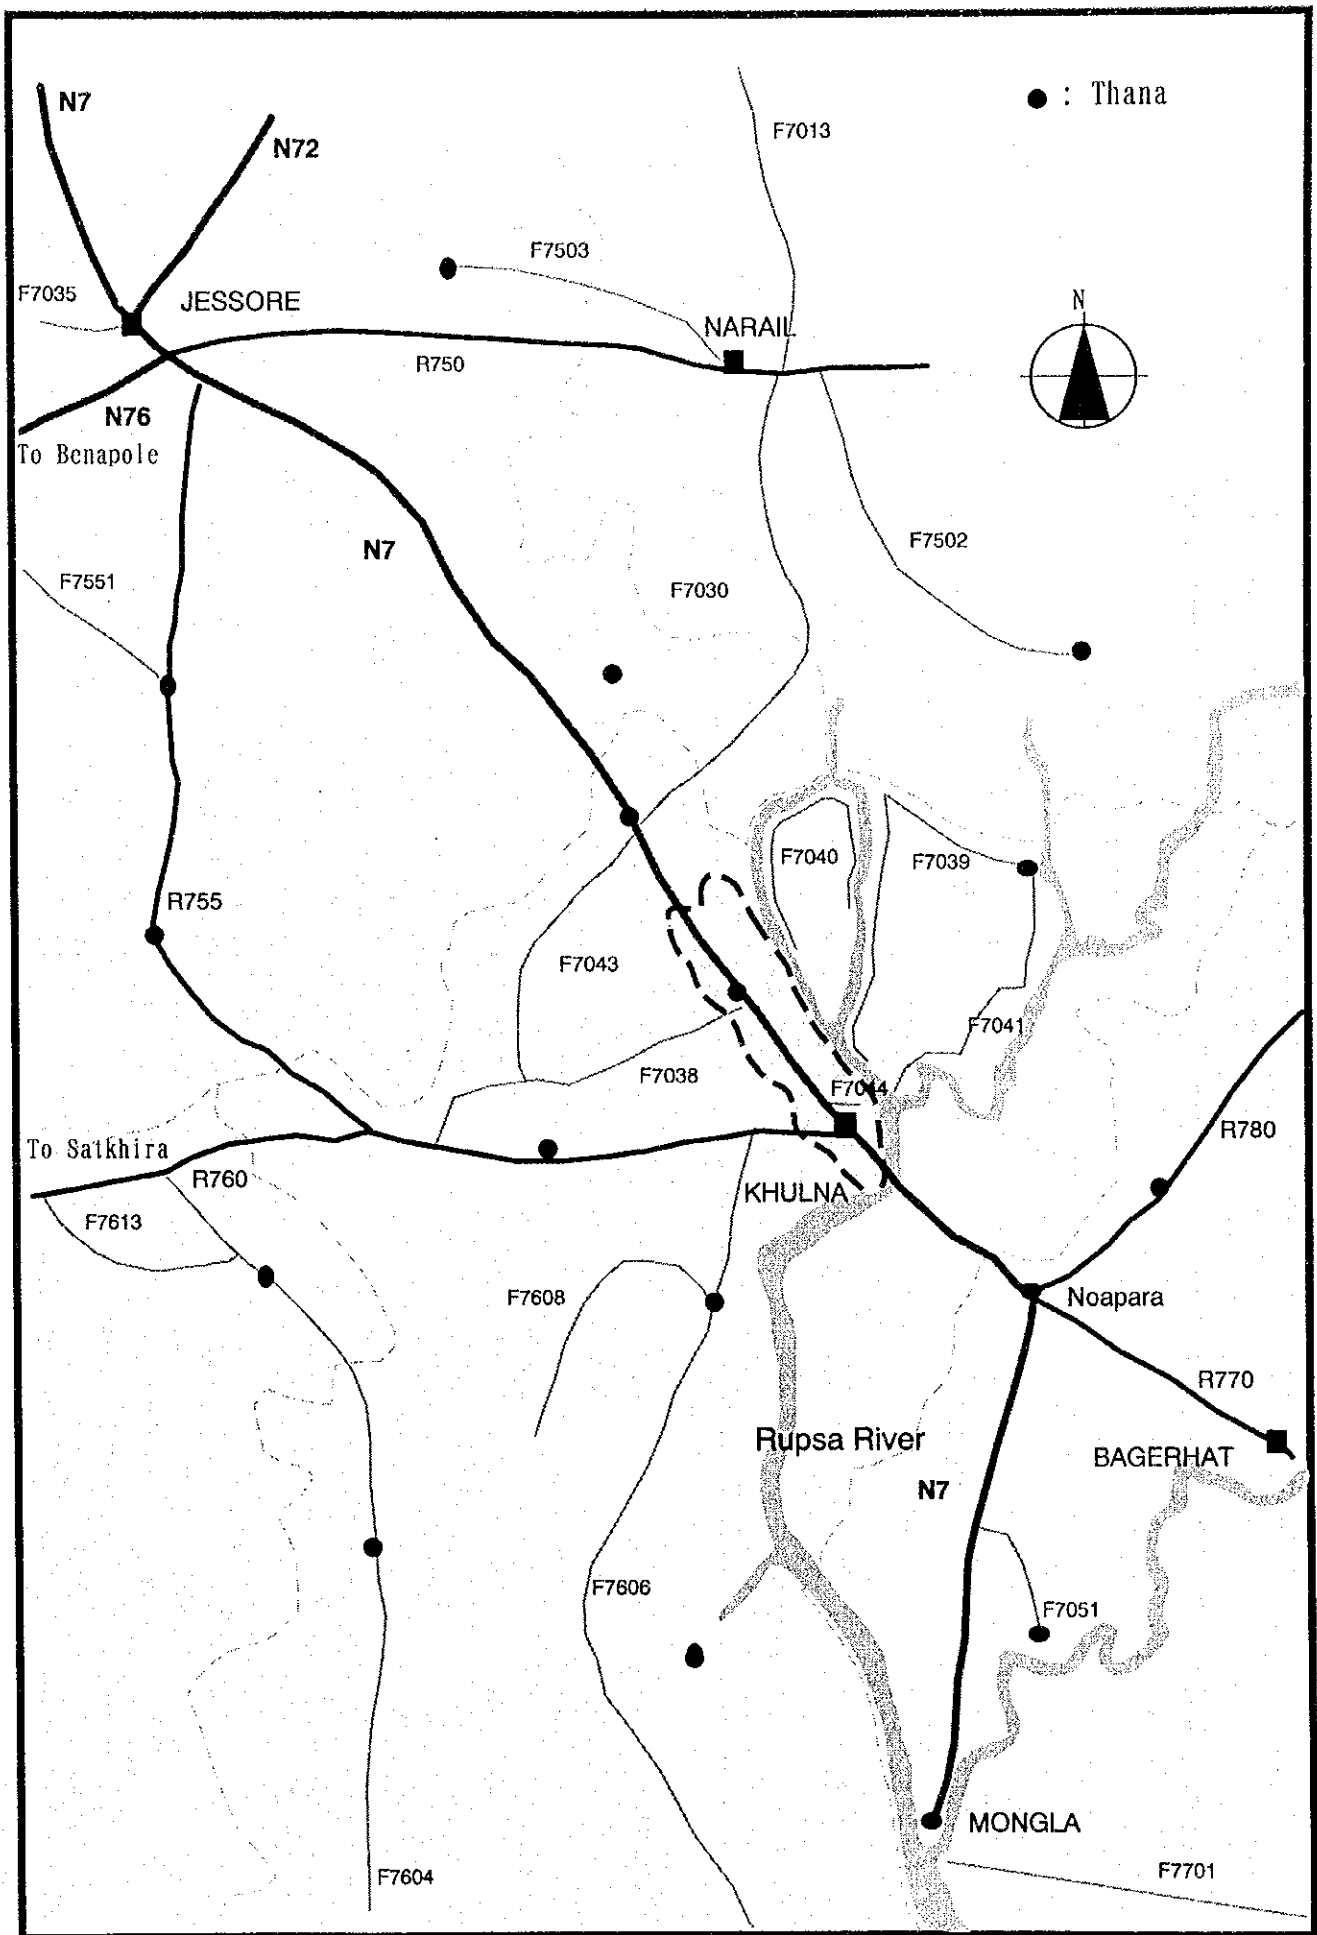 N7
● : Thana
F7013
N72
F7503
F7035
JESSORE
N
NARAIL
R750
N76
To Benapole
F7502
N7
F7551
F7030
F7040
F7039
R755
F7043
F7041
F7038
F7044
R780
To Satkhira
R760
KHULNA
F7613
F7608
Noapara
R770
Rupsa River
BAGERHAT
N7
F7606
F7051
MONGLA
F7604
F7701